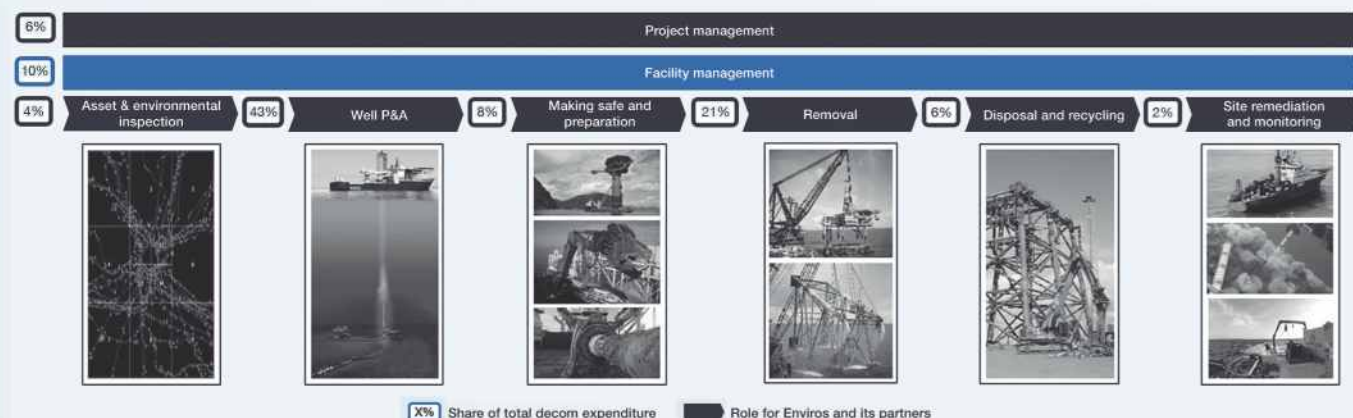 6%
Project management
10%
Facility management
4%
Asset & environmental
inspection
43%
Well P&A
8%
Making safe and
preparation
21%
Removal
6%
Disposal and recycling
2%
Site remediation
and monitoring
X% Share of total decom expenditure
Role for Enviros and its partners